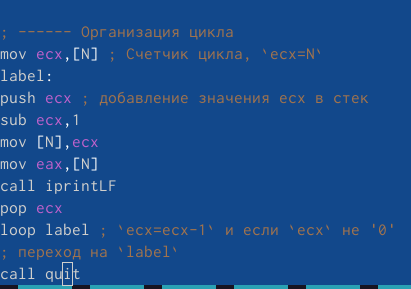 ; ------ Организация цикла
mov ecx,[N] ; Счетчик цикла, `ecx=N`
label:
push ecx ; добавление значения ecx в стек
sub ecx,1
mov [N],ecx
mov eax,[N]
call iprintLF
pop ecx
loop label ; `ecx=ecx-1` и если `ecx` не '0'
; переход на `label`
call quit